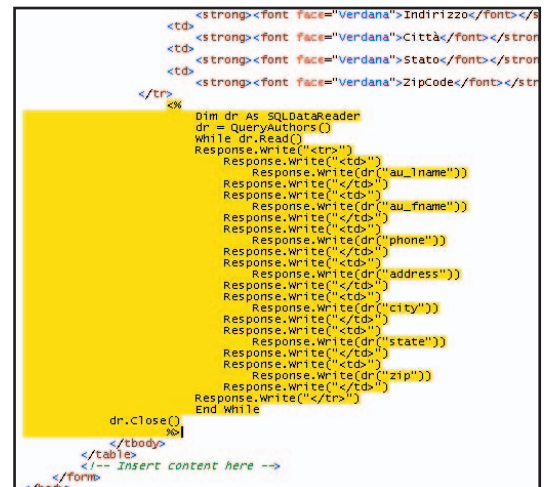 <strong><font face="Verdana">Indirizzo</font></s
<td>
<strong><font face="Verdana">Città</font></stron
<td>
<strong><font face="Verdana">Stato</font></stron
<td>
<strong><font face="Verdana">ZipCode</font></str
</tr>
<%
Dim dr As SQLDataReader
dr = QueryAuthors()
While dr.Read()
Response.Write("<tr>")
Response.Write("<td>")
Response.Write(dr("au_lname"))
Response.Write("</td>")
Response.Write("<td>")
Response.Write(dr("au_fname"))
Response.Write("</td>")
Response.Write("<td>")
Response.Write(dr("phone"))
Response.Write("</td>")
Response.Write("<td>")
Response.Write(dr("address"))
Response.Write("</td>")
Response.Write("<td>")
Response.Write(dr("city"))
Response.Write("</td>")
Response.Write("<td>")
Response.Write(dr("state"))
Response.Write("</td>")
Response.Write("<td>")
Response.Write(dr("zip"))
Response.Write("</td>")
Response.Write("</tr>")
End While
dr.Close()
%>
</tbody>
</table>
<!-- Insert content here -->
</form>
</body>